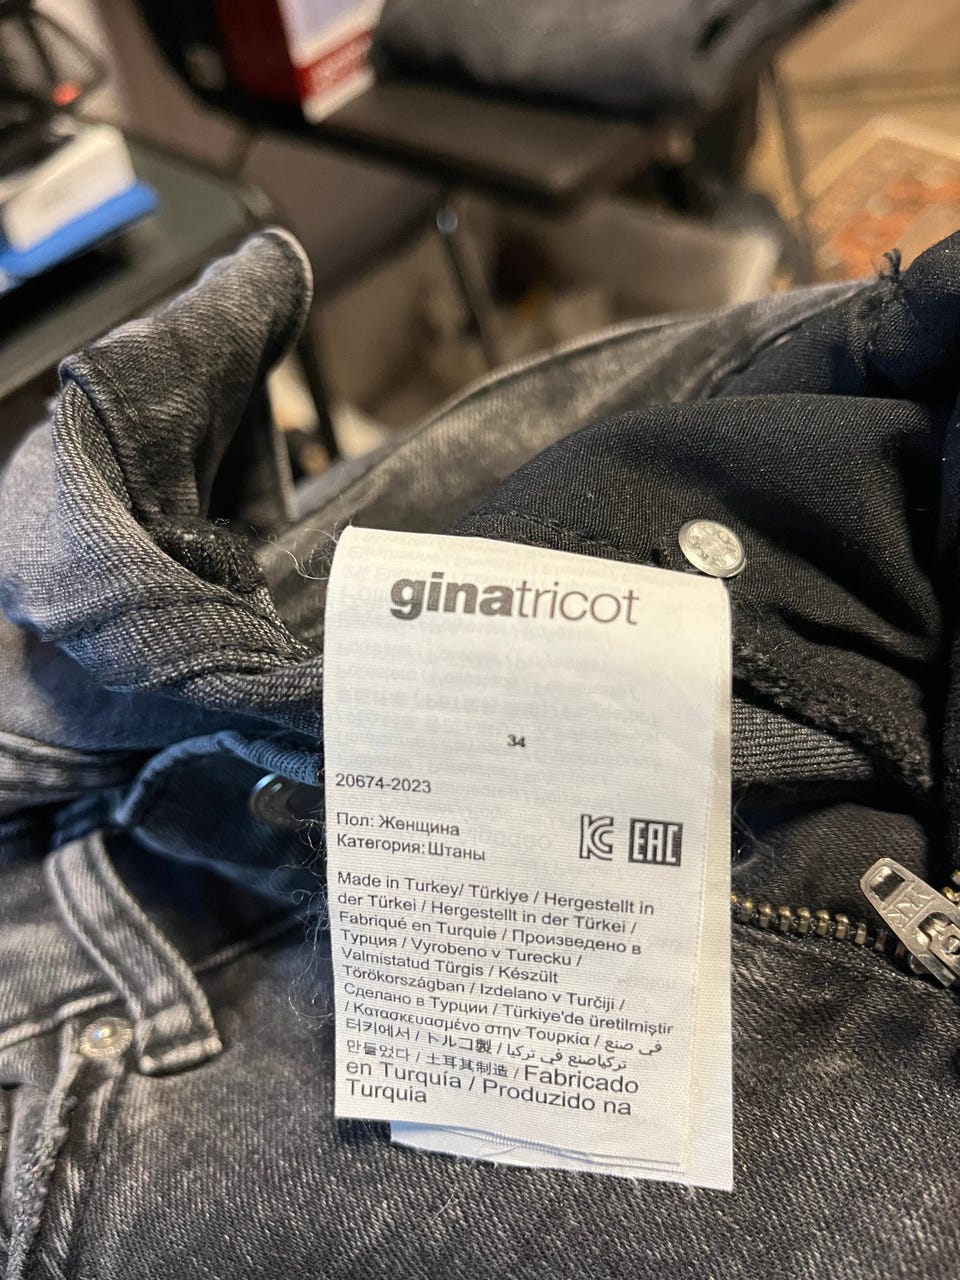 ginatricot
34
20674-2023
Пол: Женщина
Категория: Штаны
EAC
Made in Turkey/ Türkiye / Hergestellt in
der Türkei / Hergestellt in der Türkei /
Fabriqué en Turquie / Произведено в
Турция / Vyrobeno v Turecku /
Valmistatud Türgis / Készült
Törökországban / Izdelano v Turčiji /
Сделано в Турции / Türkiye'de üretilmiştir
/ Κατασκευασμένο στην Τουρκία / صنع في
터키에서 / トルコ製 / تركياصنع في تركيا
만들었다 / 土耳其制造 / Fabricado
en Turquía / Produzido na
Turquia